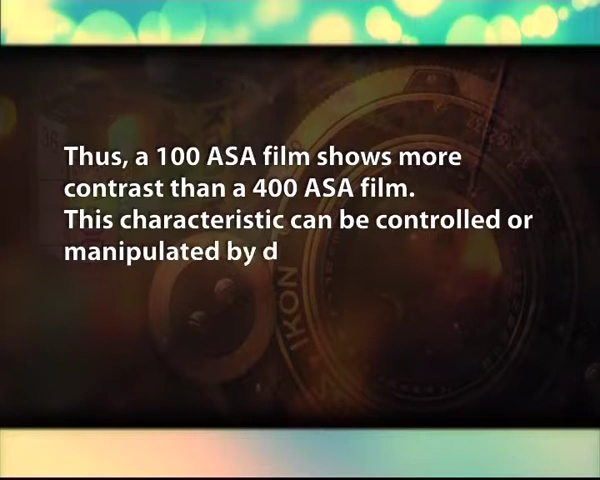 Thus, a 100 ASA film shows more
contrast than a 400 ASA film.
This characteristic can be controlled or
manipulated by d
IKON